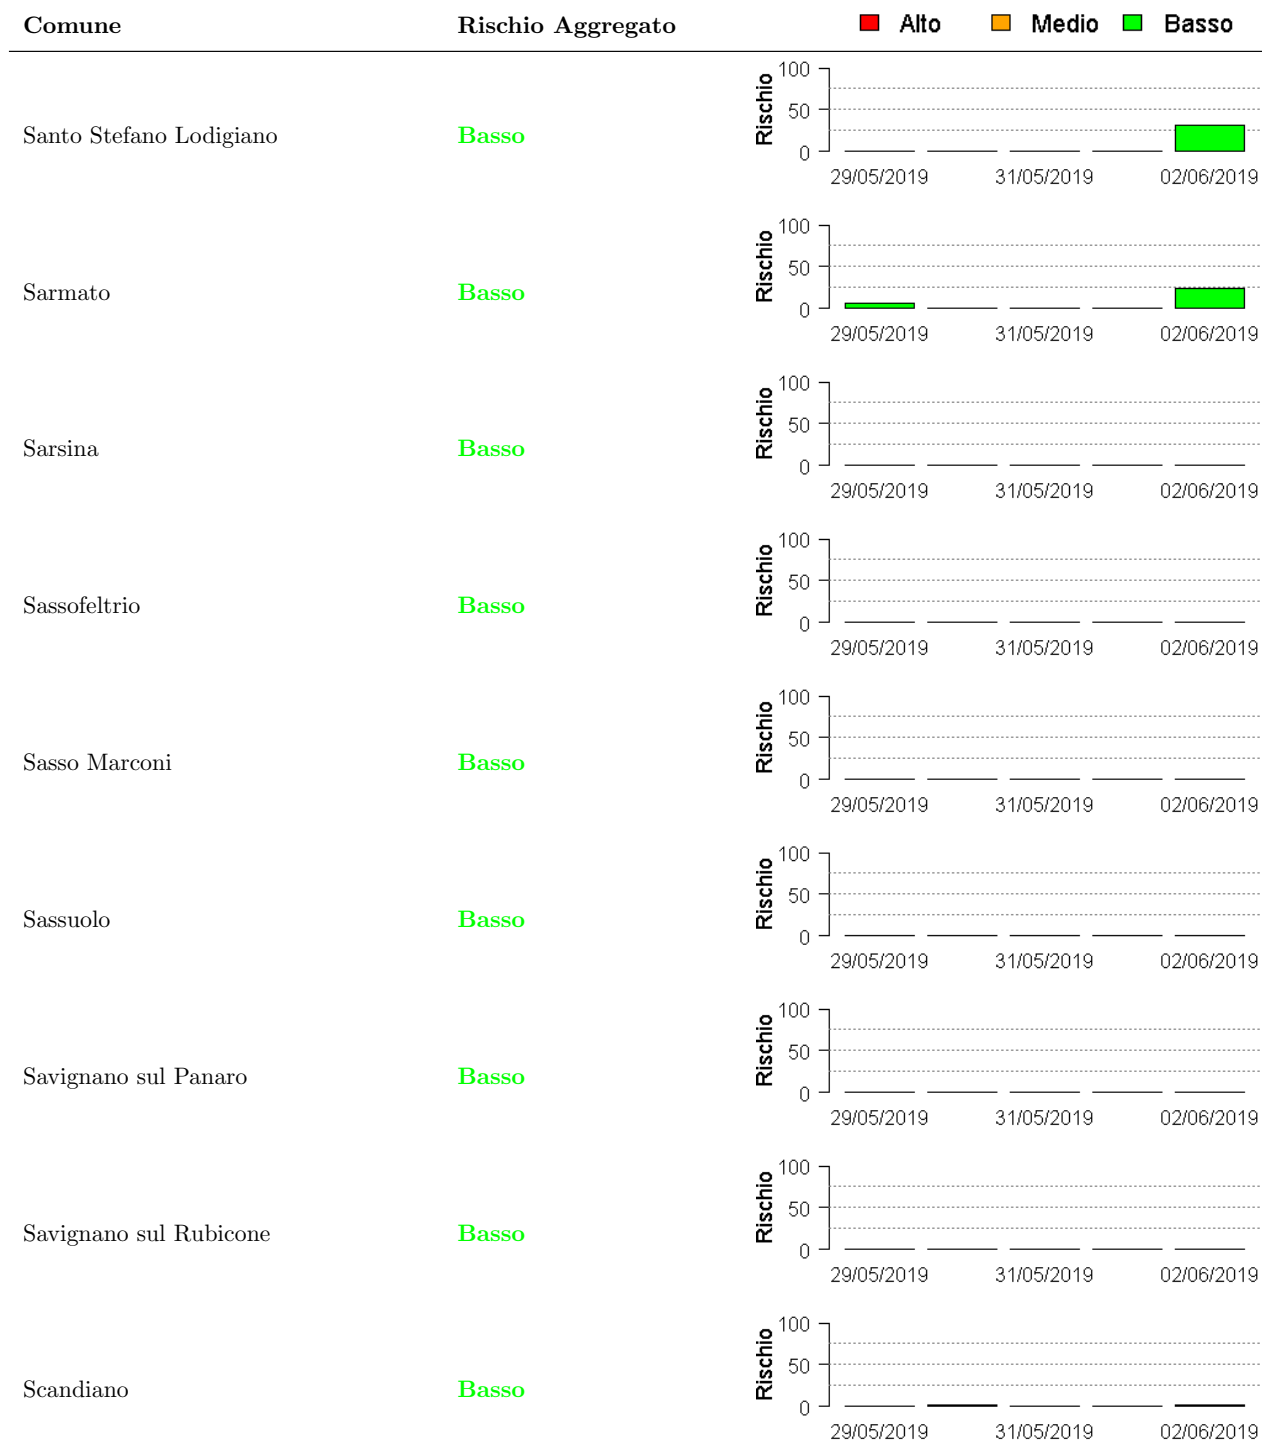 Comune Rischio Aggregato Alto Medio Basso
100
50
0
Rischio
Santo Stefano Lodigiano Basso
29/05/2019 31/05/2019 02/06/2019
100
50
0
Rischio
Sarmato Basso
29/05/2019 31/05/2019 02/06/2019
100
50
0
Rischio
Sarsina Basso
29/05/2019 31/05/2019 02/06/2019
100
50
0
Rischio
Sassofeltrio Basso
29/05/2019 31/05/2019 02/06/2019
100
50
0
Rischio
Sasso Marconi Basso
29/05/2019 31/05/2019 02/06/2019
100
50
0
Rischio
Sassuolo Basso
29/05/2019 31/05/2019 02/06/2019
100
50
0
Rischio
Savignano sul Panaro Basso
29/05/2019 31/05/2019 02/06/2019
100
50
0
Rischio
Savignano sul Rubicone Basso
29/05/2019 31/05/2019 02/06/2019
100
50
0
Rischio
Scandiano Basso
29/05/2019 31/05/2019 02/06/2019